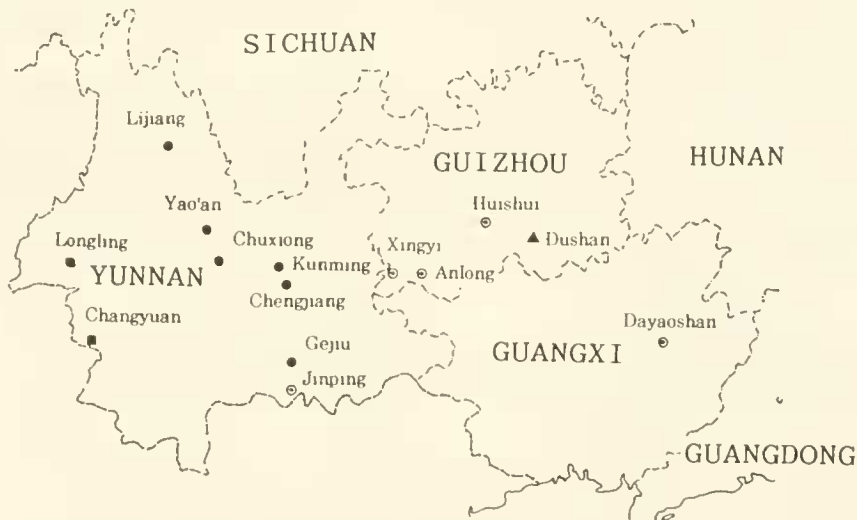 SICHUAN
Lijiang
GUIZHOU
HUNAN
Yao'an
Huishui
Longling
Chuxiong
Xingyi
Dushan
YUNNAN
Kunming
Anlong
Chengjiang
Changyuan
Dayaoshan
Gejiu
GUANGXI
Jinping
GUANGDONG